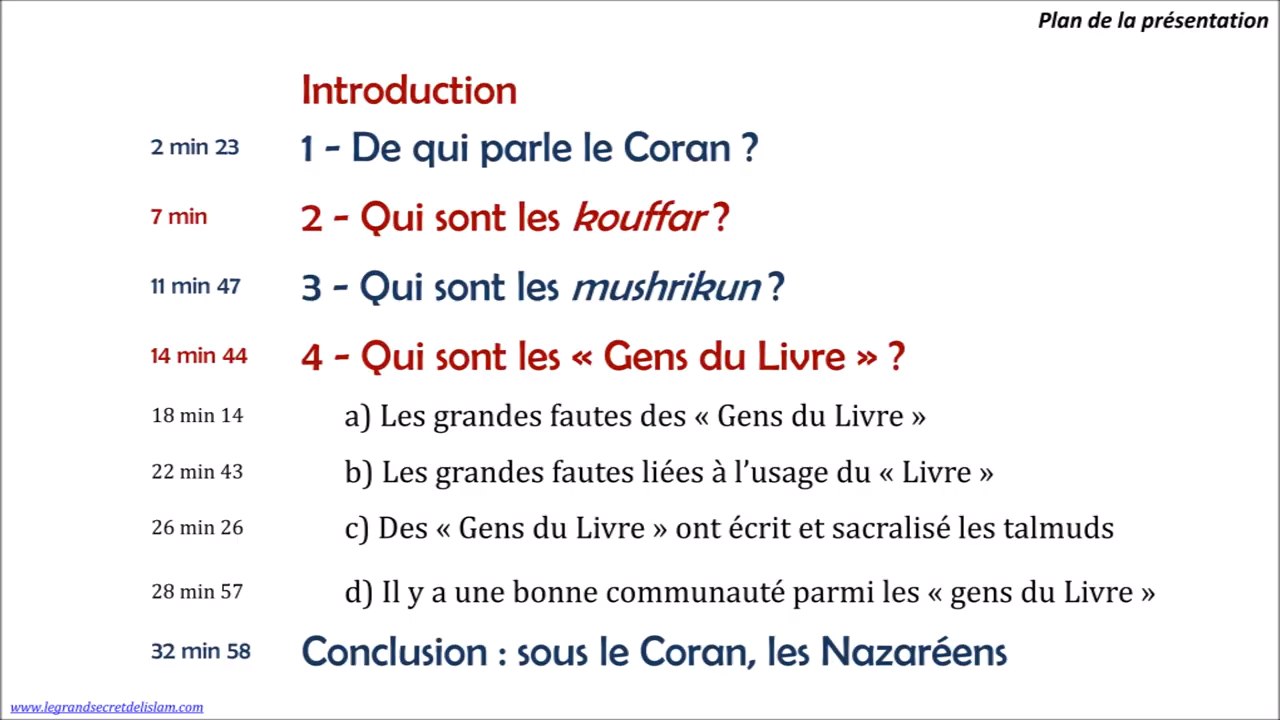 Plan de la présentation
Introduction
2 min 23 1 - De qui parle le Coran ?
7 min 2 - Qui sont les kouffar ?
11 min 47 3 - Qui sont les mushrikun ?
14 min 44 4 - Qui sont les « Gens du Livre » ?
18 min 14 a) Les grandes fautes des « Gens du Livre »
22 min 43 b) Les grandes fautes liées à l’usage du « Livre »
26 min 26 c) Des « Gens du Livre » ont écrit et sacralisé les talmuds
28 min 57 d) Il y a une bonne communauté parmi les « gens du Livre »
32 min 58 Conclusion : sous le Coran, les Nazaréens
www.legrandsecretdelislam.com